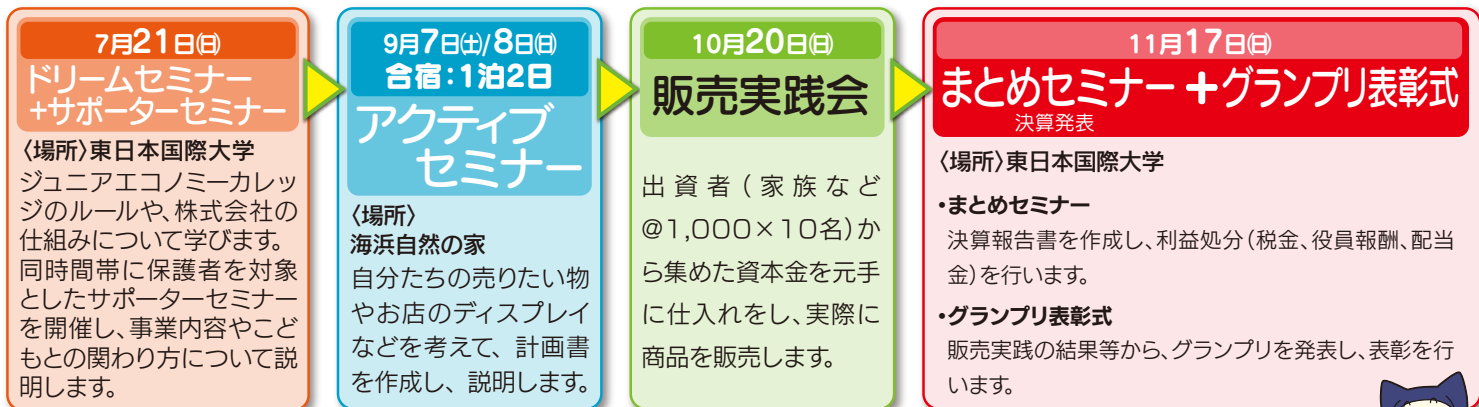 7月21日㈰
ドリームセミナー
+サポーターセミナー
〈場所〉東日本国際大学
ジュニアエコノミーカレッ
ジのルールや、株式会社の
仕組みについて学びます。
同時間帯に保護者を対象
としたサポーターセミナー
を開催し、事業内容やこど
もとの関わり方について説
明します。
9月7日㈯/8日㈰
合宿:1泊2日
アクティブ
セミナー
〈場所〉
海浜自然の家
自分たちの売りたい物
やお店のディスプレイ
などを考えて、計画書
を作成し、説明します。
10月20日㈰
販売実践会
出資者(家族など
@1,000×10名)か
ら集めた資本金を元手
に仕入れをし、実際に
商品を販売します。
11月17日㈰
まとめセミナー+グランプリ表彰式
決算発表
〈場所〉東日本国際大学
・まとめセミナー
決算報告書を作成し、利益処分(税金、役員報酬、配当
金)を行います。
・グランプリ表彰式
販売実践の結果等から、グランプリを発表し、表彰を行
います。